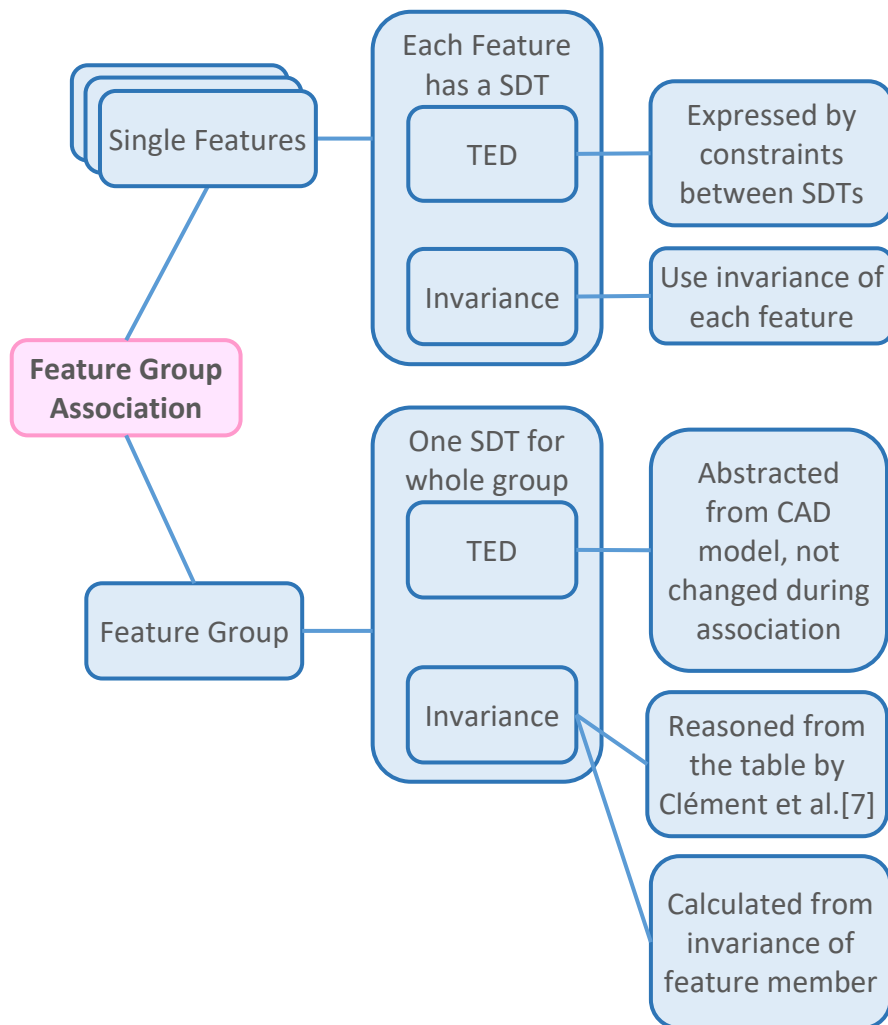 Each Feature
has a SDT
Single Features
TED
Expressed by
constraints
between SDTs
Invariance
Use invariance of
each feature
Feature Group
Association
One SDT for
whole group
TED
Abstracted
from CAD
model, not
changed during
association
Feature Group
Invariance
Reasoned from
the table by
Clément et al.[7]
Calculated from
invariance of
feature member